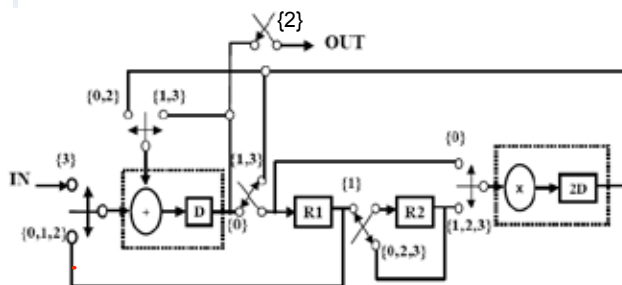 {2}
OUT
{0,2} {1,3}
{3} {1,3} {0}
IN {1}
+ D R1 R2 x 2D
{0} {1,2,3}
{0,1,2} {0,2,3}